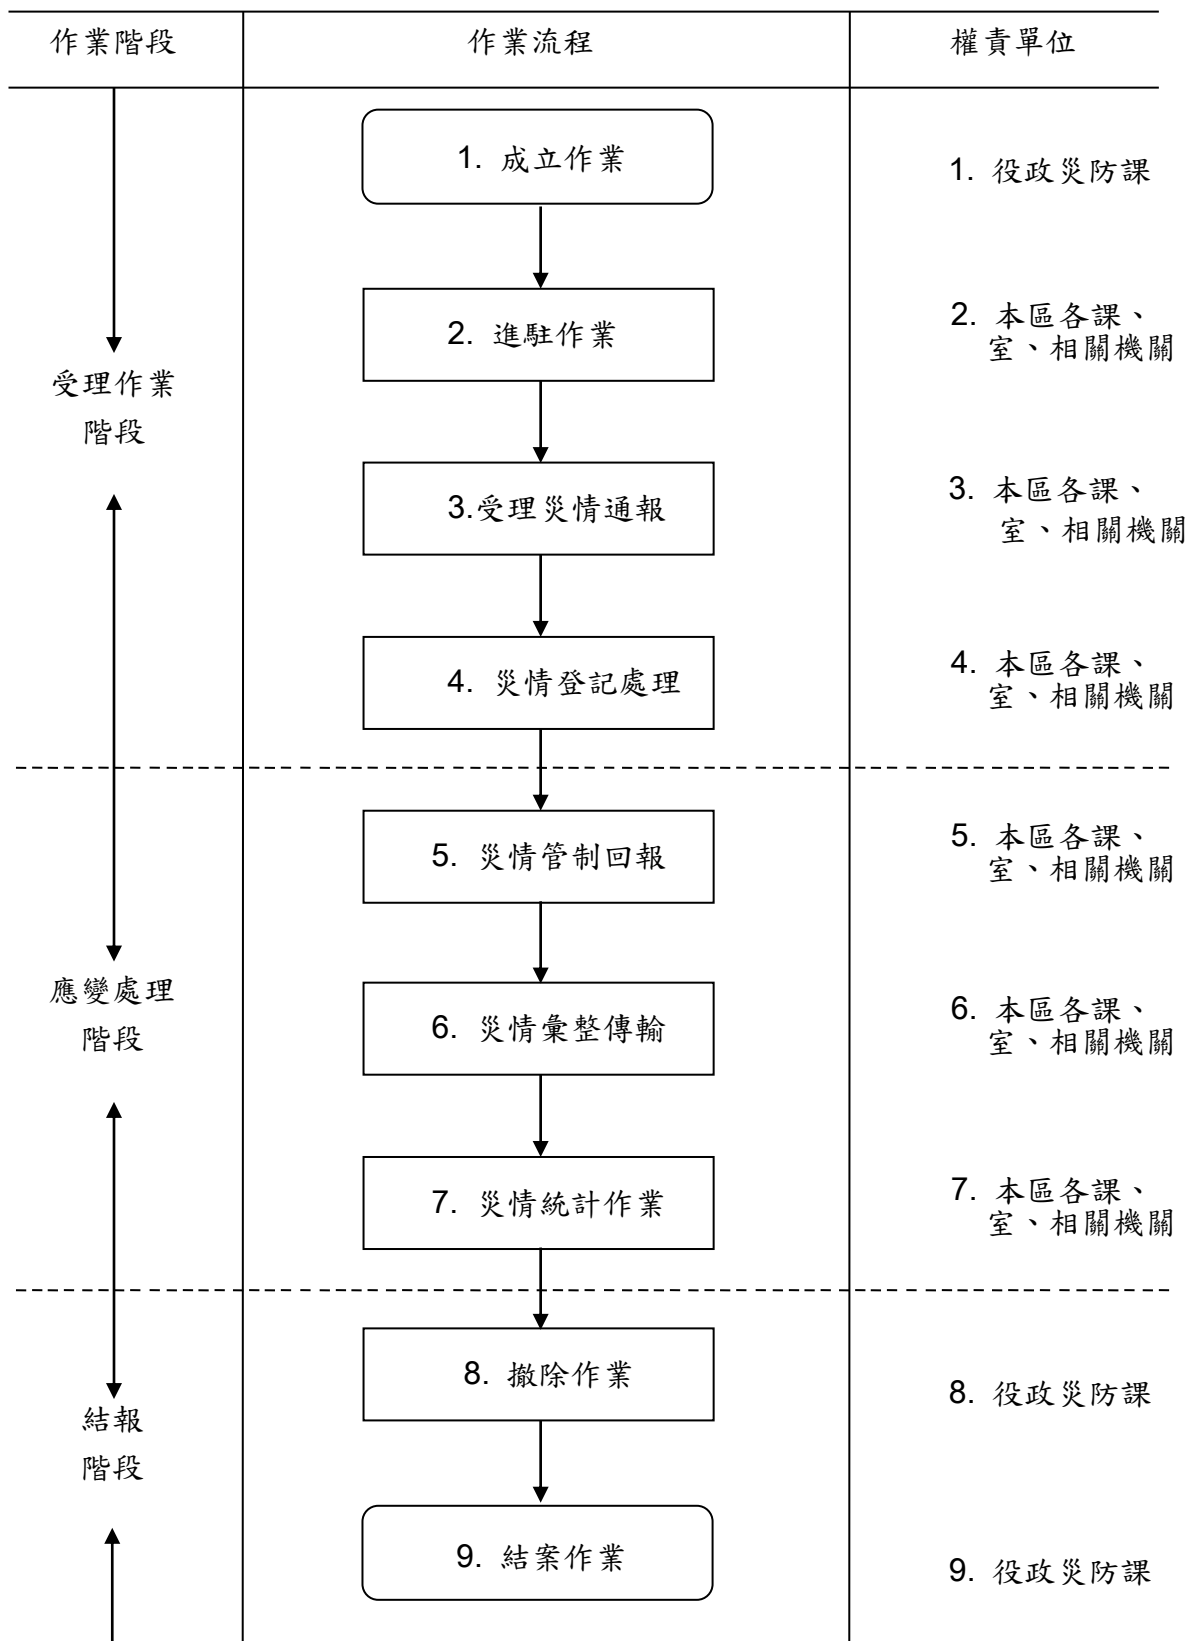 作業階段
作業流程
權責單位
1. 成立作業
1. 役政災防課
2. 進駐作業
2. 本區各課、
室、相關機關
受理作業
階段
3.受理災情通報
3. 本區各課、
室、相關機關
4. 災情登記處理
4. 本區各課、
室、相關機關
5. 災情管制回報
5. 本區各課、
室、相關機關
應變處理
階段
6. 災情彙整傳輸
6. 本區各課、
室、相關機關
7. 災情統計作業
7. 本區各課、
室、相關機關
8. 撤除作業
8. 役政災防課
結報
階段
9. 結案作業
9. 役政災防課